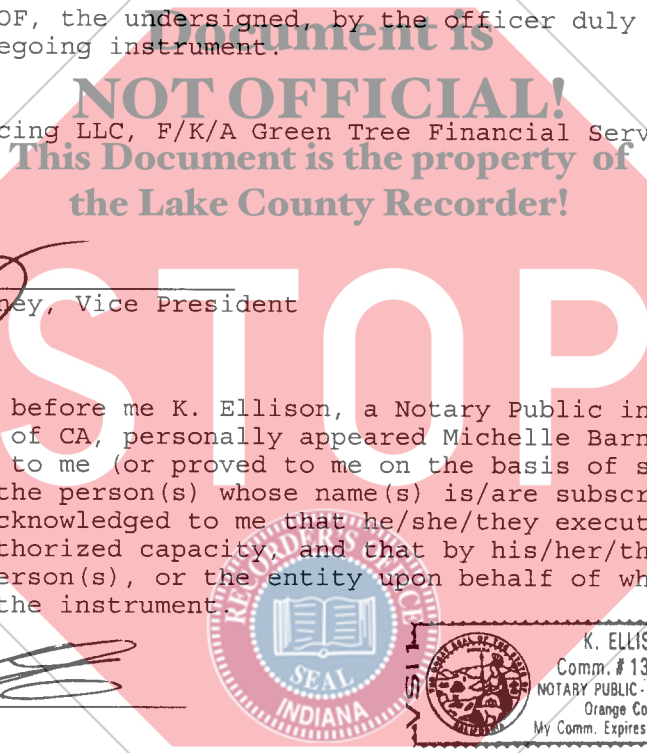 OF, the undersigned, by the officer duly
egoing instrument.
Document is
NOT OFFICIAL!
cing LLC, F/K/A Green Tree Financial Serv
This Document is the property of
the Lake County Recorder!
ney, Vice President
STOP
before me K. Ellison, a Notary Public in
of CA, personally appeared Michelle Barn
to me (or proved to me on the basis of s
the person(s) whose name(s) is/are subscr
cknowledged to me that he/she/they execut
thorized capacity, and that by his/her/th
erson(s), or the entity upon behalf of wh
the instrument.
RECORDER'S OFFICE
SEAL
INDIANA
K. ELLIS
Comm. # 13
NOTARY PUBLIC -
Orange Co
My Comm. Expires